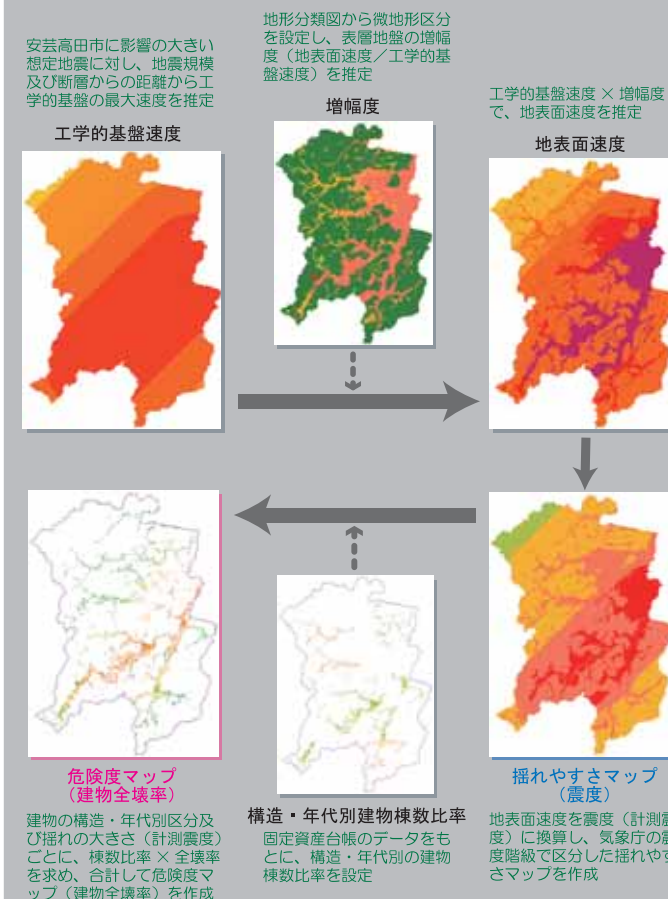 安芸高田市に影響の大きい
想定地震に対し、地震規模
及び断層からの距離から工
学的基盤の最大速度を推定
工学的基盤速度
地形分類図から微地形区分
を設定し、表層地盤の増幅
度（地表面速度／工学的基
盤速度）を推定
増幅度
工学的基盤速度 × 増幅度
で、地表面速度を推定
地表面速度
揺れやすさマップ
（震度）
地表面速度を震度（計測震
度）に換算し、気象庁の震
度階級で区分した揺れやす
さマップを作成
構造・年代別建物棟数比率
固定資産台帳のデータをも
とに、構造・年代別の建物
棟数比率を設定
危険度マップ
（建物全壊率）
建物の構造・年代別区分及
び揺れの大きさ（計測震度）
ごとに、棟数比率 × 全壊率
を求め、合計して危険度マ
ップ（建物全壊率）を作成